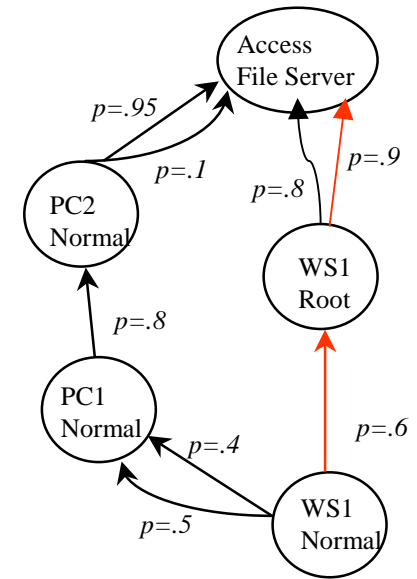 Access
File Server
p=.95
p=.1
p=.9
p=.8
PC2
Normal
WS1
Root
p=.8
PC1
Normal
p=.4
p=.6
p=.5
WS1
Normal